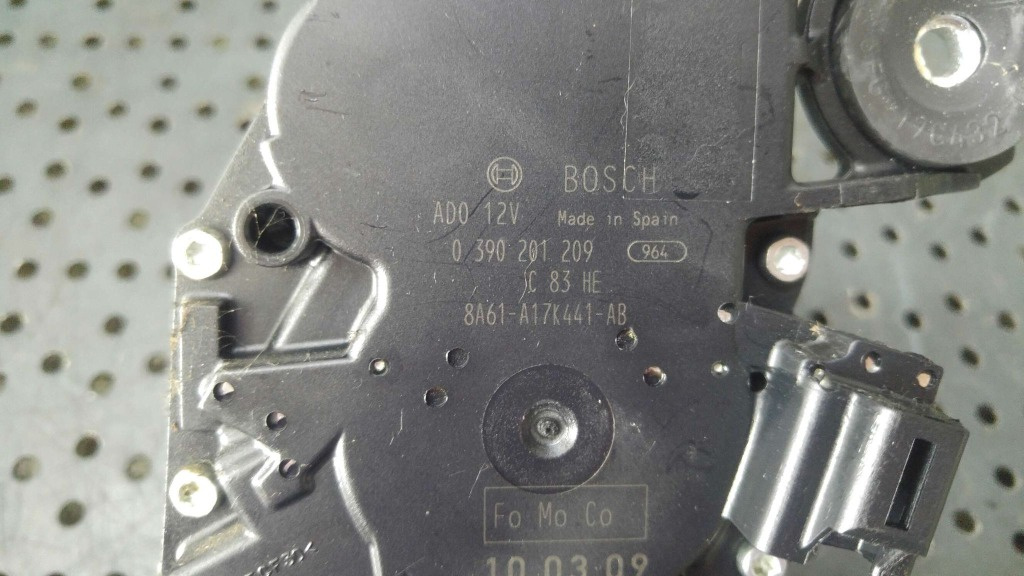 BOSCH
ADO 12V Made in Spain
0 390 201 209 964
C 83 HE
8A61-A17K441-AB
Fo Mo Co
10.03.09